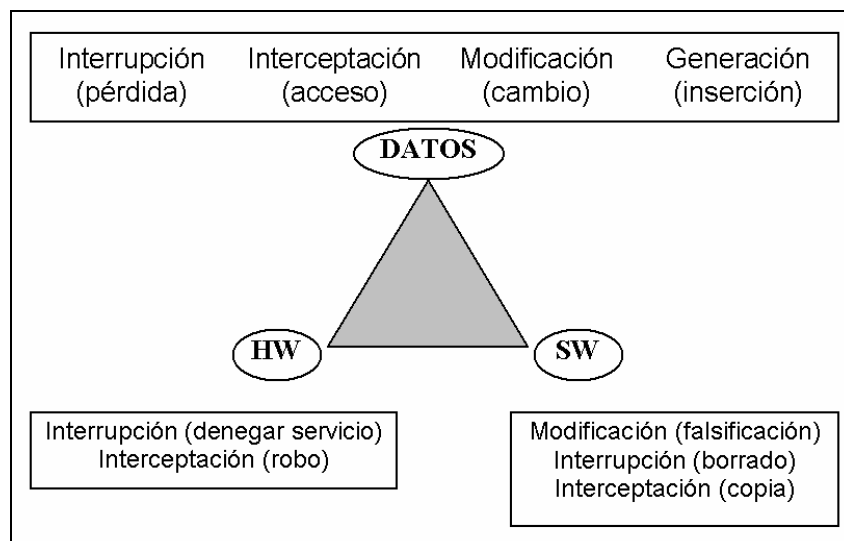 Interrupción Interceptación Modificación Generación
(pérdida) (acceso) (cambio) (inserción)
DATOS
HW SW
Interrupción (denegar servicio)
Interceptación (robo)
Modificación (falsificación)
Interrupción (borrado)
Interceptación (copia)